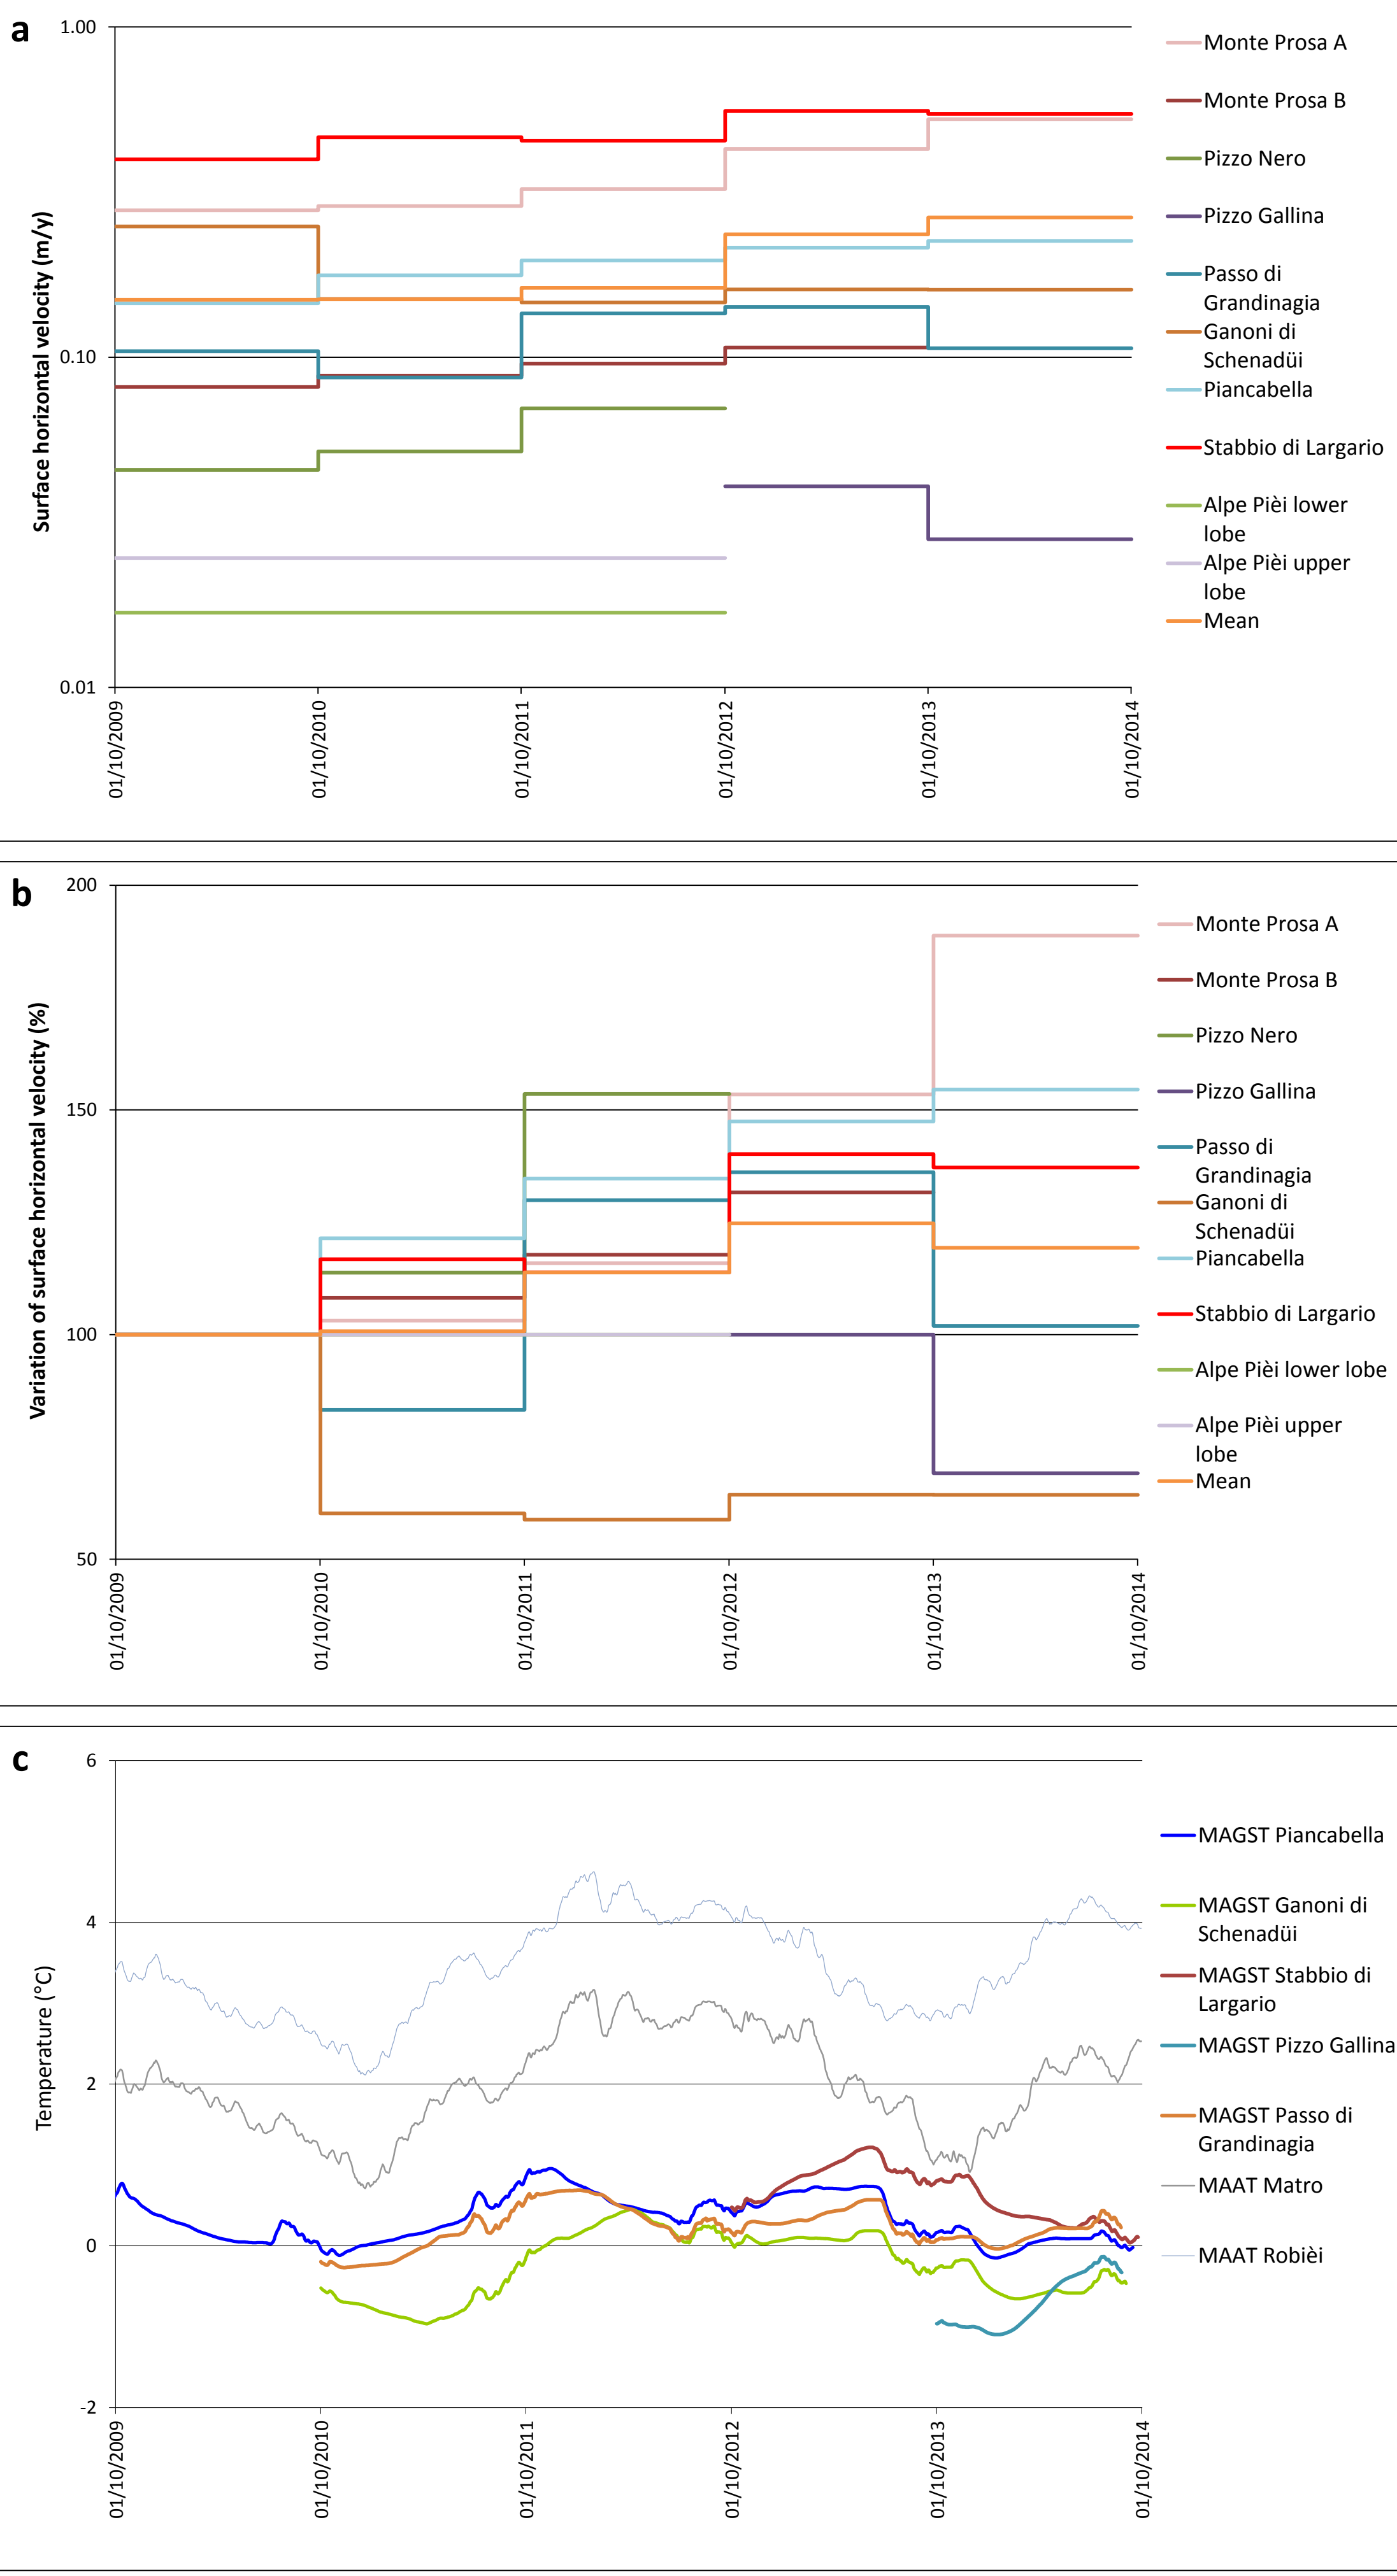 a
1.00
0.10
0.01
Surface horizontal velocity (m/y)
01/10/2009
01/10/2010
01/10/2011
01/10/2012
01/10/2013
01/10/2014
Monte Prosa A
Monte Prosa B
Pizzo Nero
Pizzo Gallina
Passo di
Grandinagia
Ganoni di
Schenadüi
Piancabella
Stabbio di Largario
Alpe Pièi lower
lobe
Alpe Pièi upper
lobe
Mean
b
200
150
100
50
Variation of surface horizontal velocity (%)
01/10/2009
01/10/2010
01/10/2011
01/10/2012
01/10/2013
01/10/2014
Monte Prosa A
Monte Prosa B
Pizzo Nero
Pizzo Gallina
Passo di
Grandinagia
Ganoni di
Schenadüi
Piancabella
Stabbio di Largario
Alpe Pièi lower lobe
Alpe Pièi upper
lobe
Mean
c
6
4
2
0
-2
Temperature (°C)
01/10/2009
01/10/2010
01/10/2011
01/10/2012
01/10/2013
01/10/2014
MAGST Piancabella
MAGST Ganoni di
Schenadüi
MAGST Stabbio di
Largario
MAGST Pizzo Gallina
MAGST Passo di
Grandinagia
MAAT Matro
MAAT Robièi